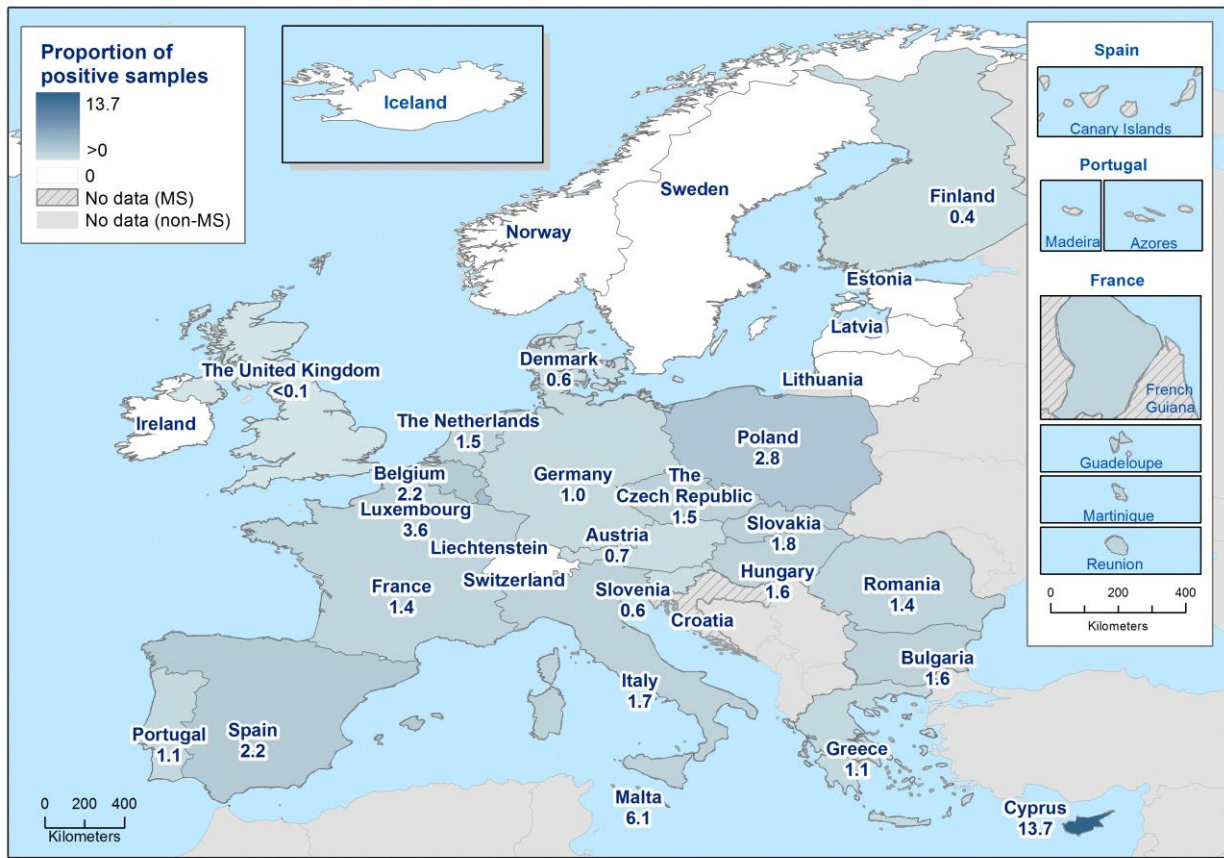 Proportion of
positive samples
13.7
>0
0
No data (MS)
No data (non-MS)
Iceland
Spain
Canary Islands
Portugal
Madeira
Azores
France
French
Guiana
Guadeloupe
Martinique
Reunion
0 200 400
Kilometers
Sweden
Finland
0.4
Norway
Estonia
Latvia
Lithuania
Denmark
0.6
The United Kingdom
<0.1
Ireland
The Netherlands
1.5
Belgium
2.2
Luxembourg
3.6
Germany
1.0
Poland
2.8
The
Czech Republic
1.5
Slovakia
1.8
Austria
0.7
Liechtenstein
Switzerland
France
1.4
Slovenia
0.6
Hungary
1.6
Croatia
Romania
1.4
Bulgaria
1.6
Italy
1.7
Portugal
1.1
Spain
2.2
Greece
1.1
Malta
6.1
Cyprus
13.7
0 200 400
Kilometers